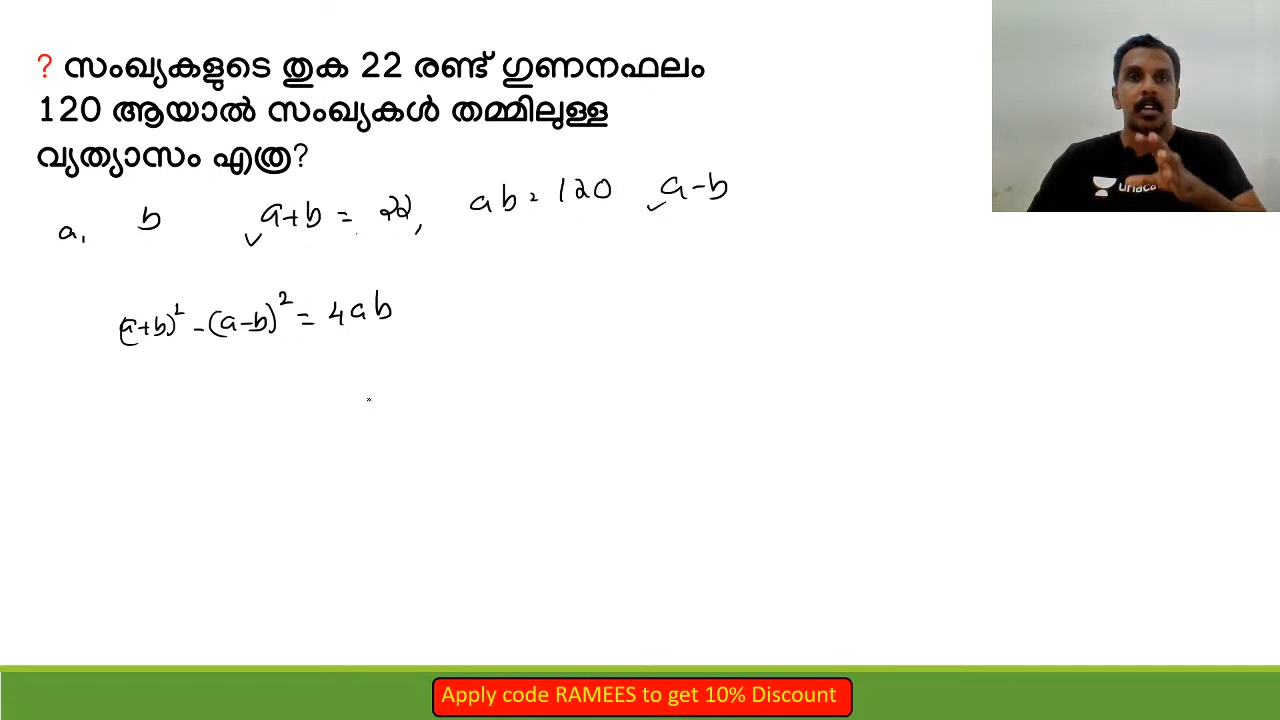 ? സംഖ്യകളുടെ തുക 22 രണ്ട് ഗുണനഫലം
120 ആയാൽ സംഖ്യകൾ തമ്മിലുള്ള
വ്യത്യാസം എത്ര?
a, b a+b = 22, ab = 120 a-b
(a+b)² - (a-b)² = 4ab
Apply code RAMEES to get 10% Discount